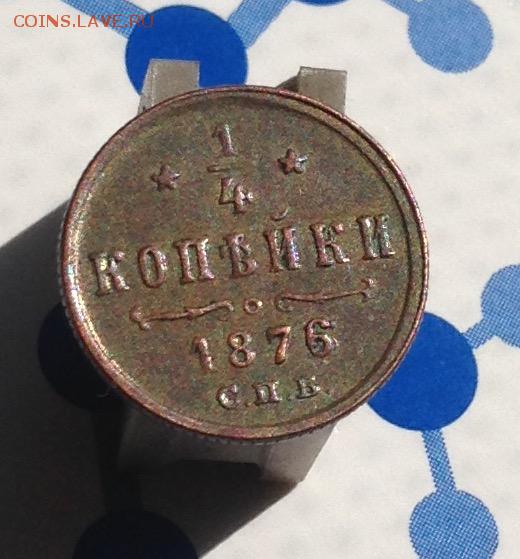 COINS.LAVE.RU
1/4
КОПѢЙКИ
1876
С.П.Б.